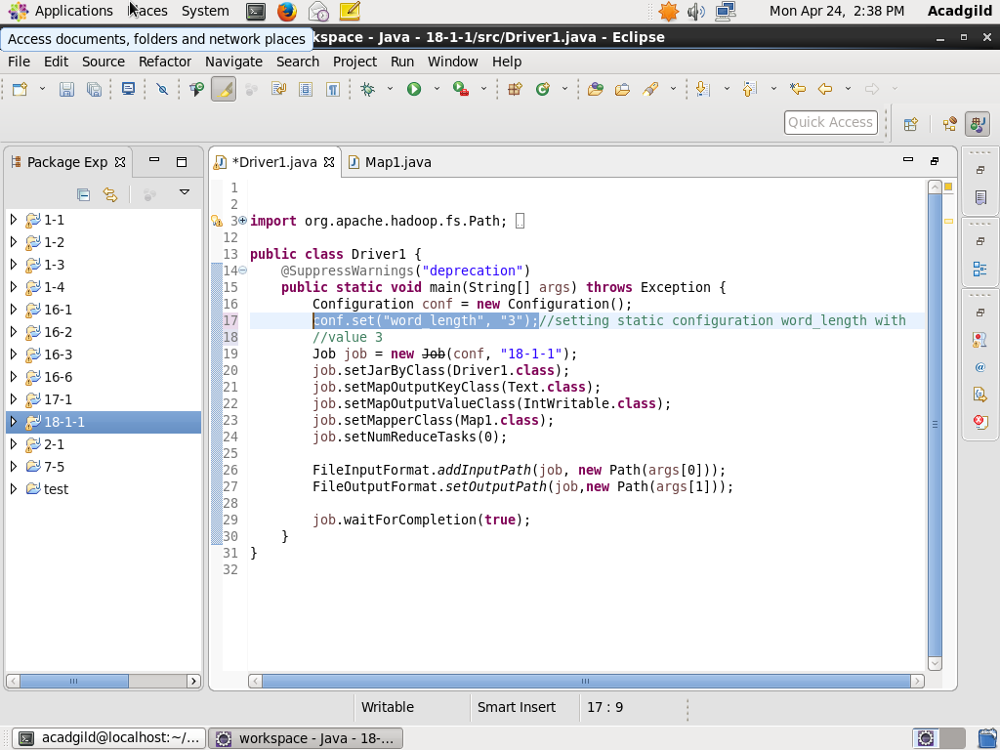 Applications Places System Mon Apr 24, 2:38 PM Acadgild
Access documents, folders and network places
kspace - Java - 18-1-1/src/Driver1.java - Eclipse
File Edit Source Refactor Navigate Search Project Run Window Help
Quick Access
Package Exp
*Driver1.java Map1.java
1-1
1-2
1-3
1-4
16-1
16-2
16-3
16-6
17-1
18-1-1
2-1
7-5
test
1
2
3 import org.apache.hadoop.fs.Path;
12
13 public class Driver1 {
14 @SuppressWarnings("deprecation")
15 public static void main(String[] args) throws Exception {
16 Configuration conf = new Configuration();
17 conf.set("word_length", "3");//setting static configuration word_length with
18 //value 3
19 Job job = new Job(conf, "18-1-1");
20 job.setJarByClass(Driver1.class);
21 job.setMapOutputKeyClass(Text.class);
22 job.setMapOutputValueClass(IntWritable.class);
23 job.setMapperClass(Map1.class);
24 job.setNumReduceTasks(0);
25
26 FileInputFormat.addInputPath(job, new Path(args[0]));
27 FileOutputFormat.setOutputPath(job,new Path(args[1]));
28
29 job.waitForCompletion(true);
30 }
31 }
32
Writable Smart Insert 17 : 9
acadgild@localhost:~/... workspace - Java - 18-...